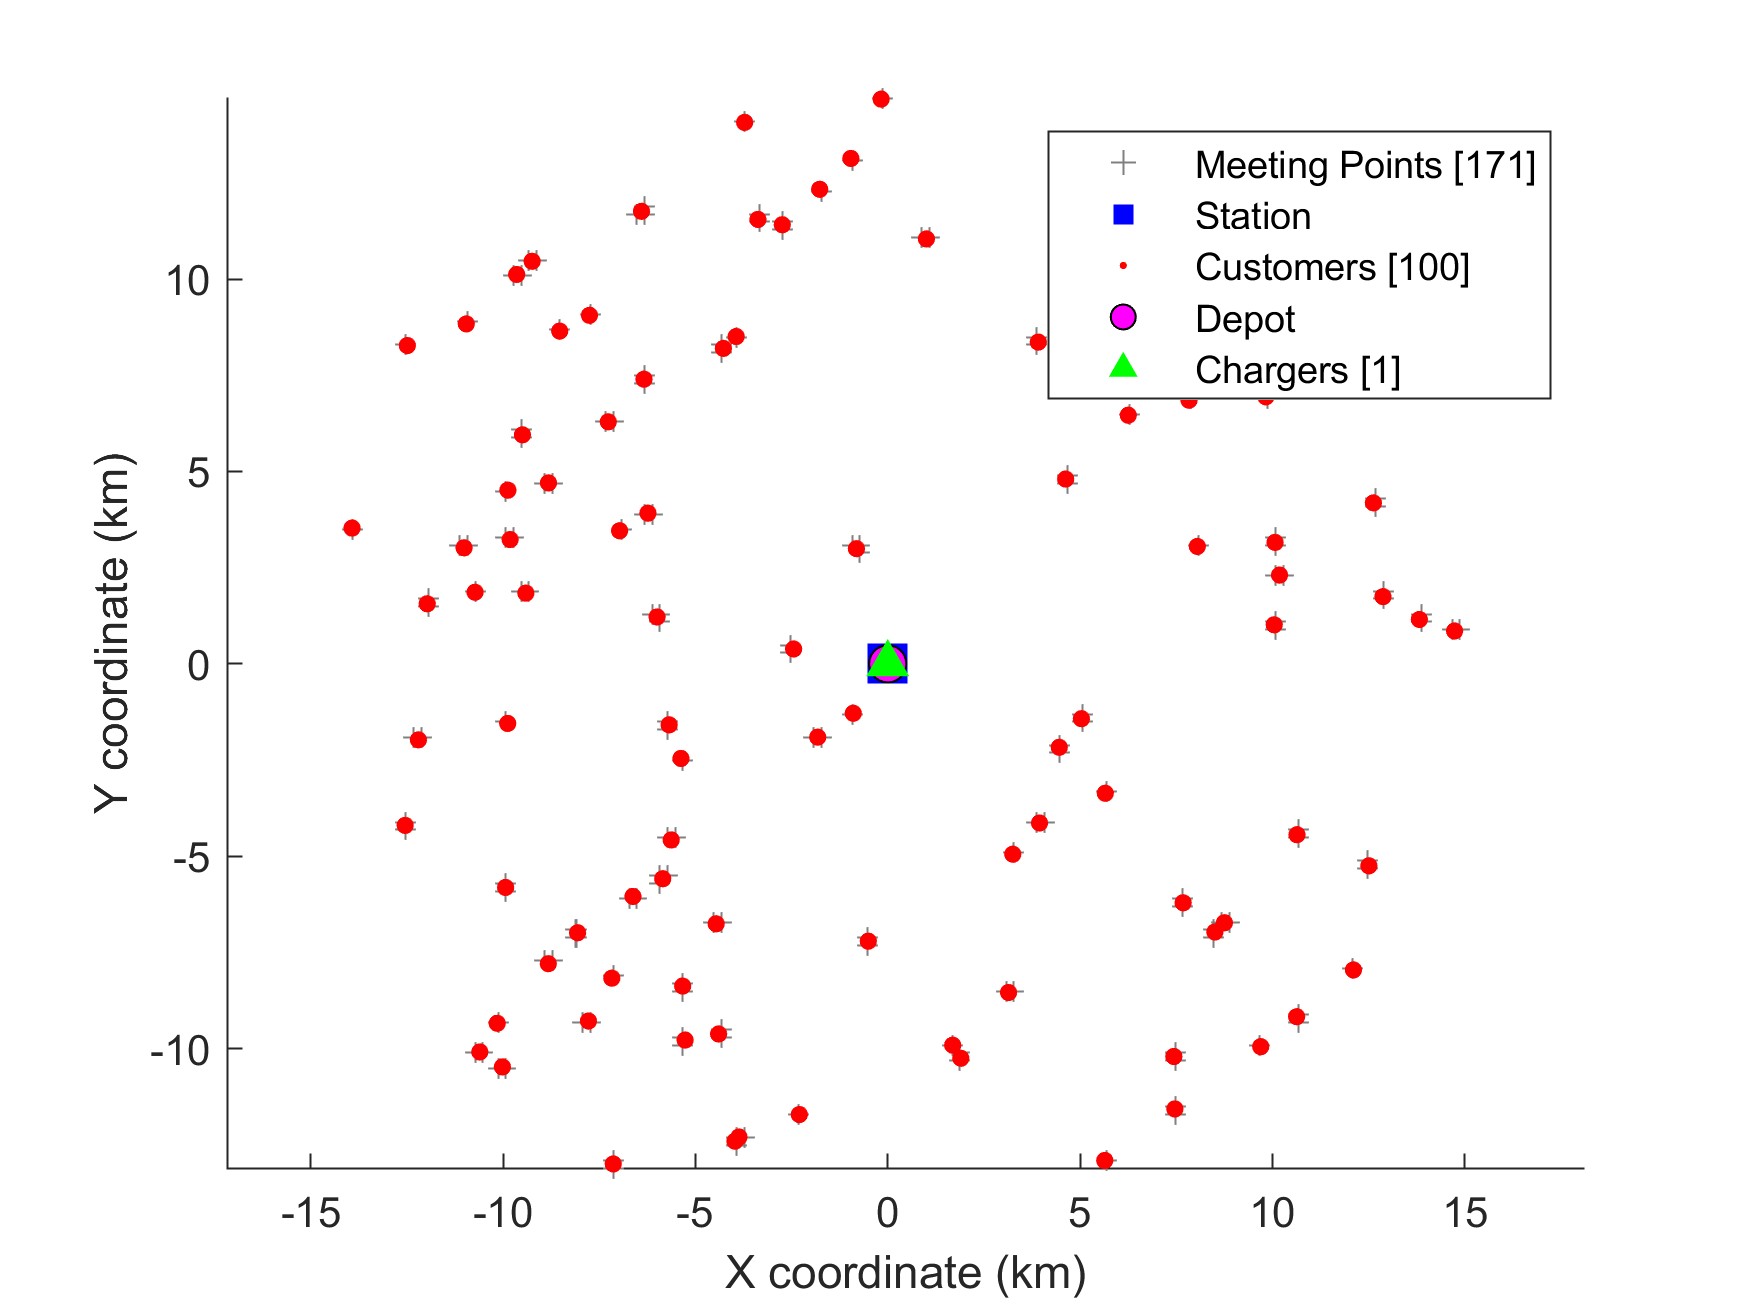 Meeting Points [171]
Station
Customers [100]
Depot
Chargers [1]
10
5
0
-5
-10
Y coordinate (km)
-15 -10 -5 0 5 10 15
X coordinate (km)